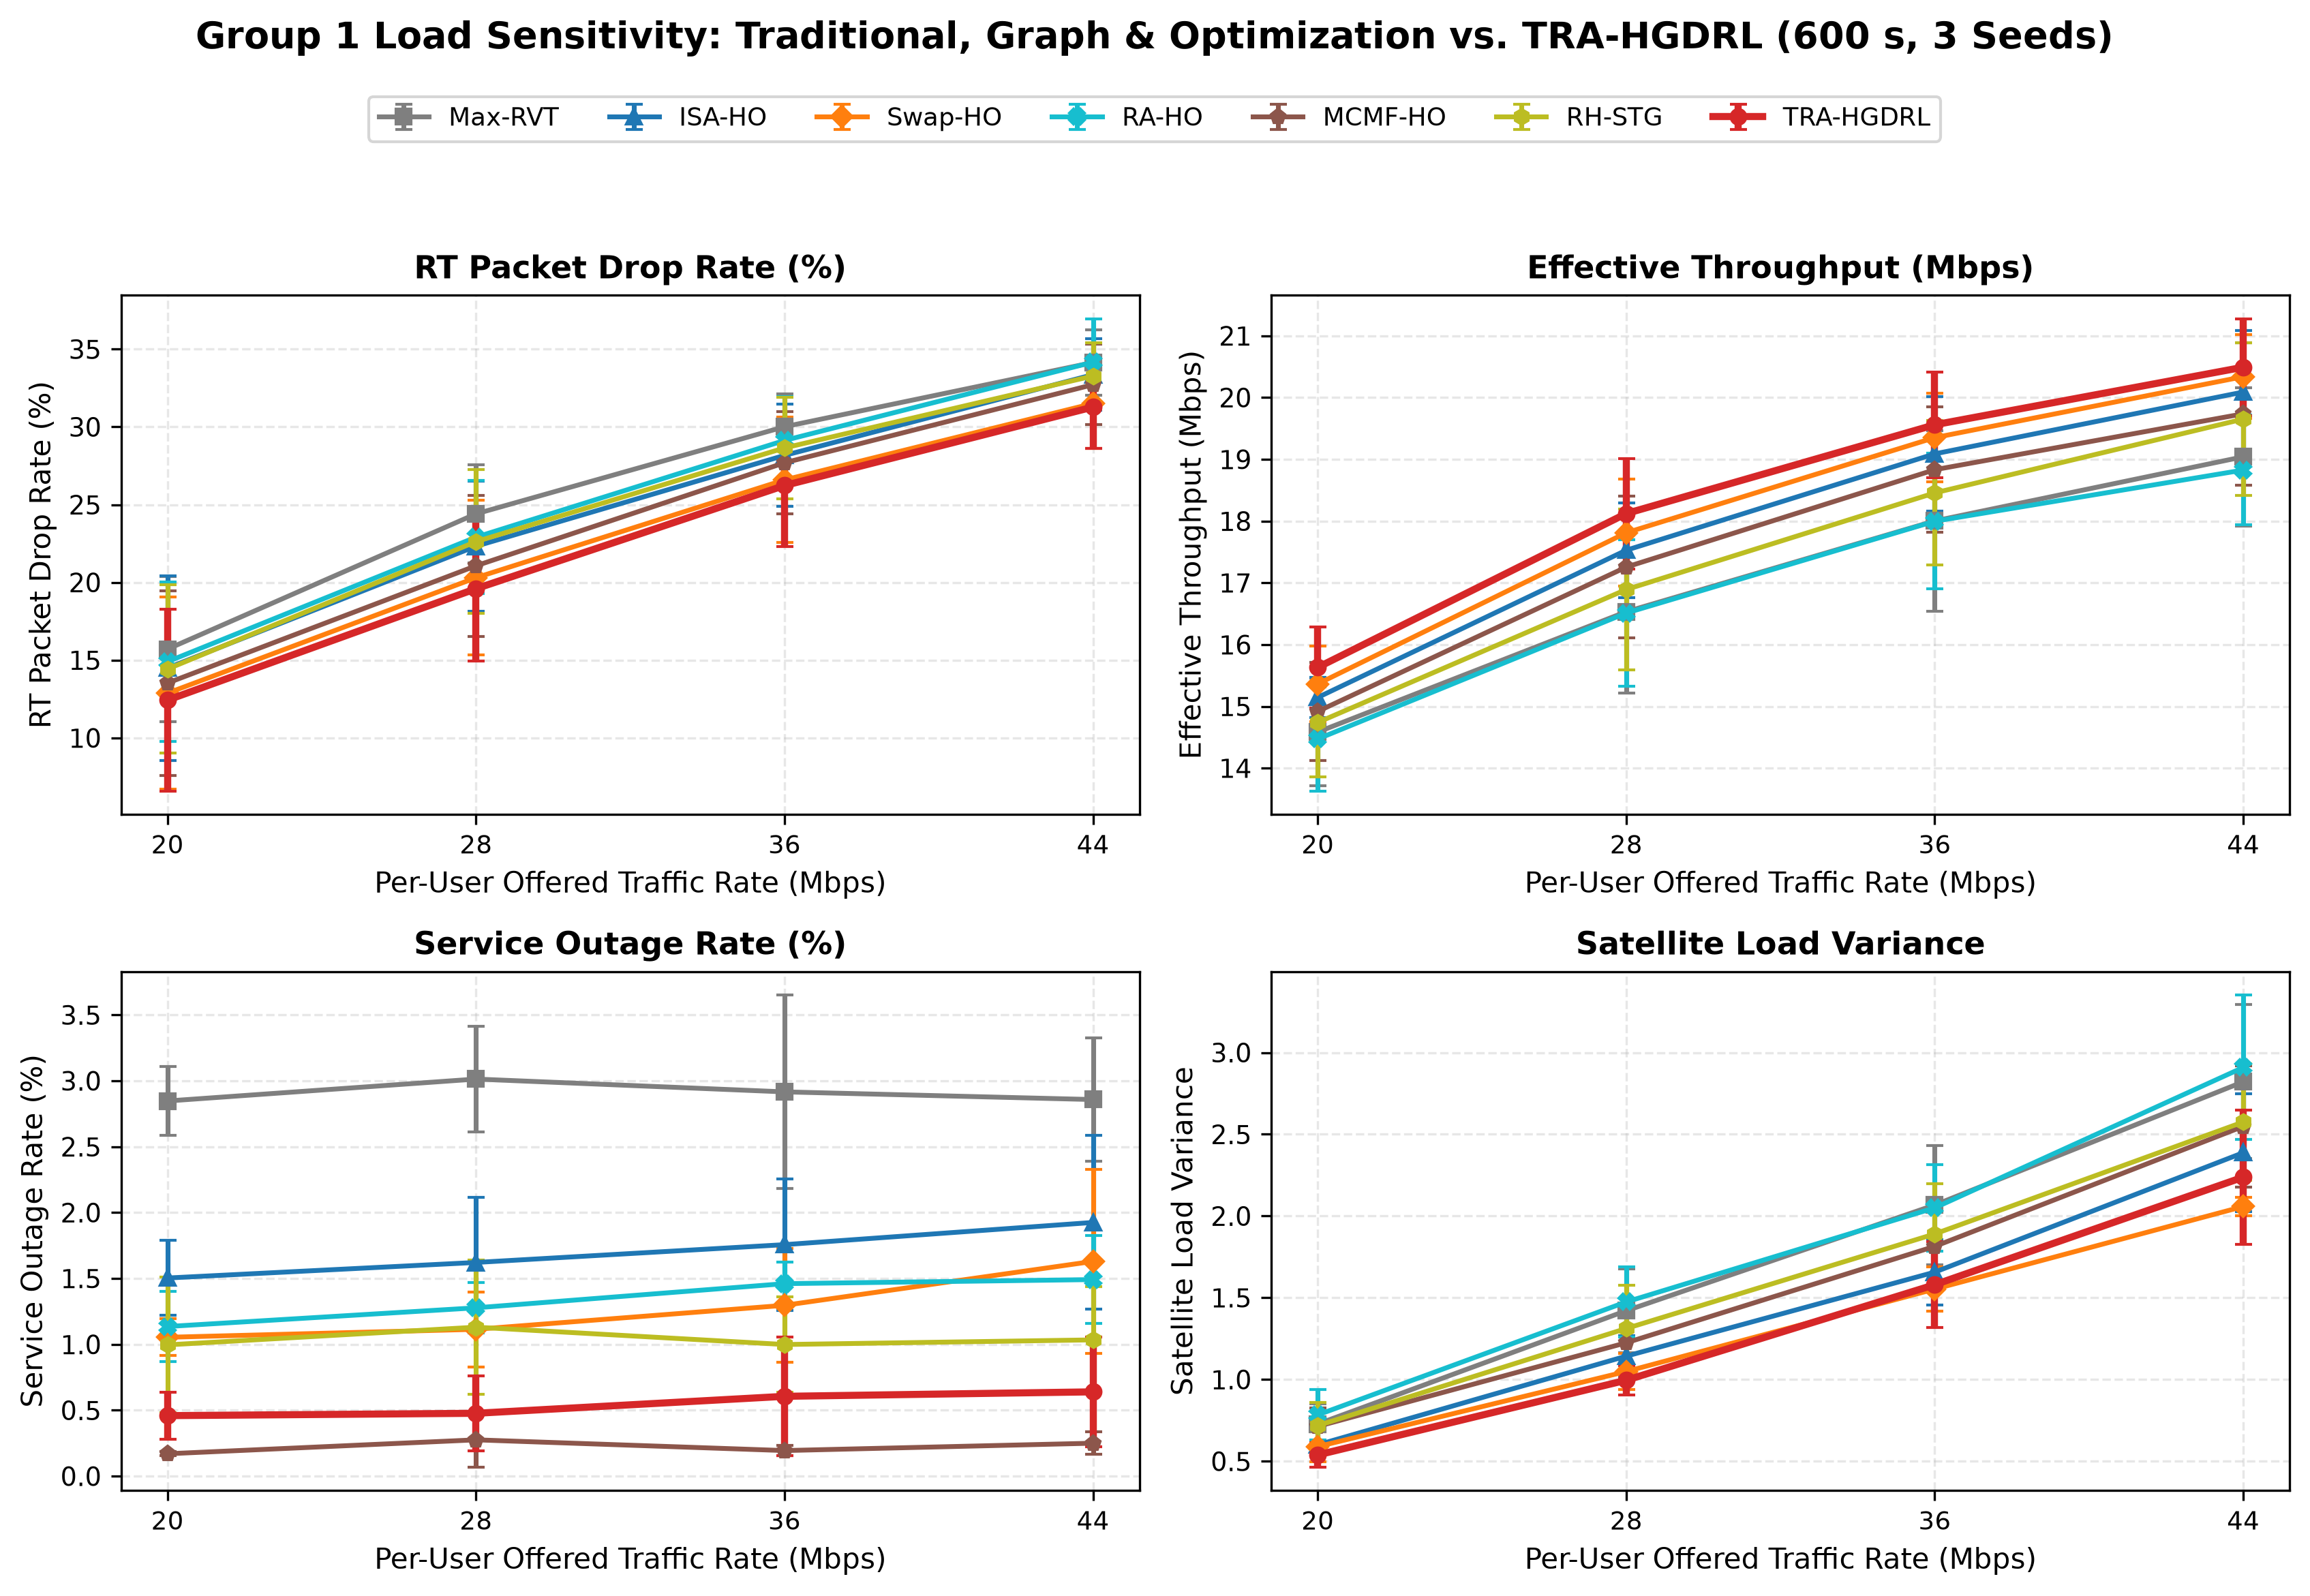 Group 1 Load Sensitivity: Traditional, Graph & Optimization vs. TRA-HGDRL (600 s, 3 Seeds)
Max-RVT ISA-HO Swap-HO RA-HO MCMF-HO RH-STG TRA-HGDRL
RT Packet Drop Rate (%)
RT Packet Drop Rate (%)
35
30
25
20
15
10
20 28 36 44
Per-User Offered Traffic Rate (Mbps)
Effective Throughput (Mbps)
Effective Throughput (Mbps)
21
20
19
18
17
16
15
14
20 28 36 44
Per-User Offered Traffic Rate (Mbps)
Service Outage Rate (%)
Service Outage Rate (%)
3.5
3.0
2.5
2.0
1.5
1.0
0.5
0.0
20 28 36 44
Per-User Offered Traffic Rate (Mbps)
Satellite Load Variance
Satellite Load Variance
3.0
2.5
2.0
1.5
1.0
0.5
20 28 36 44
Per-User Offered Traffic Rate (Mbps)